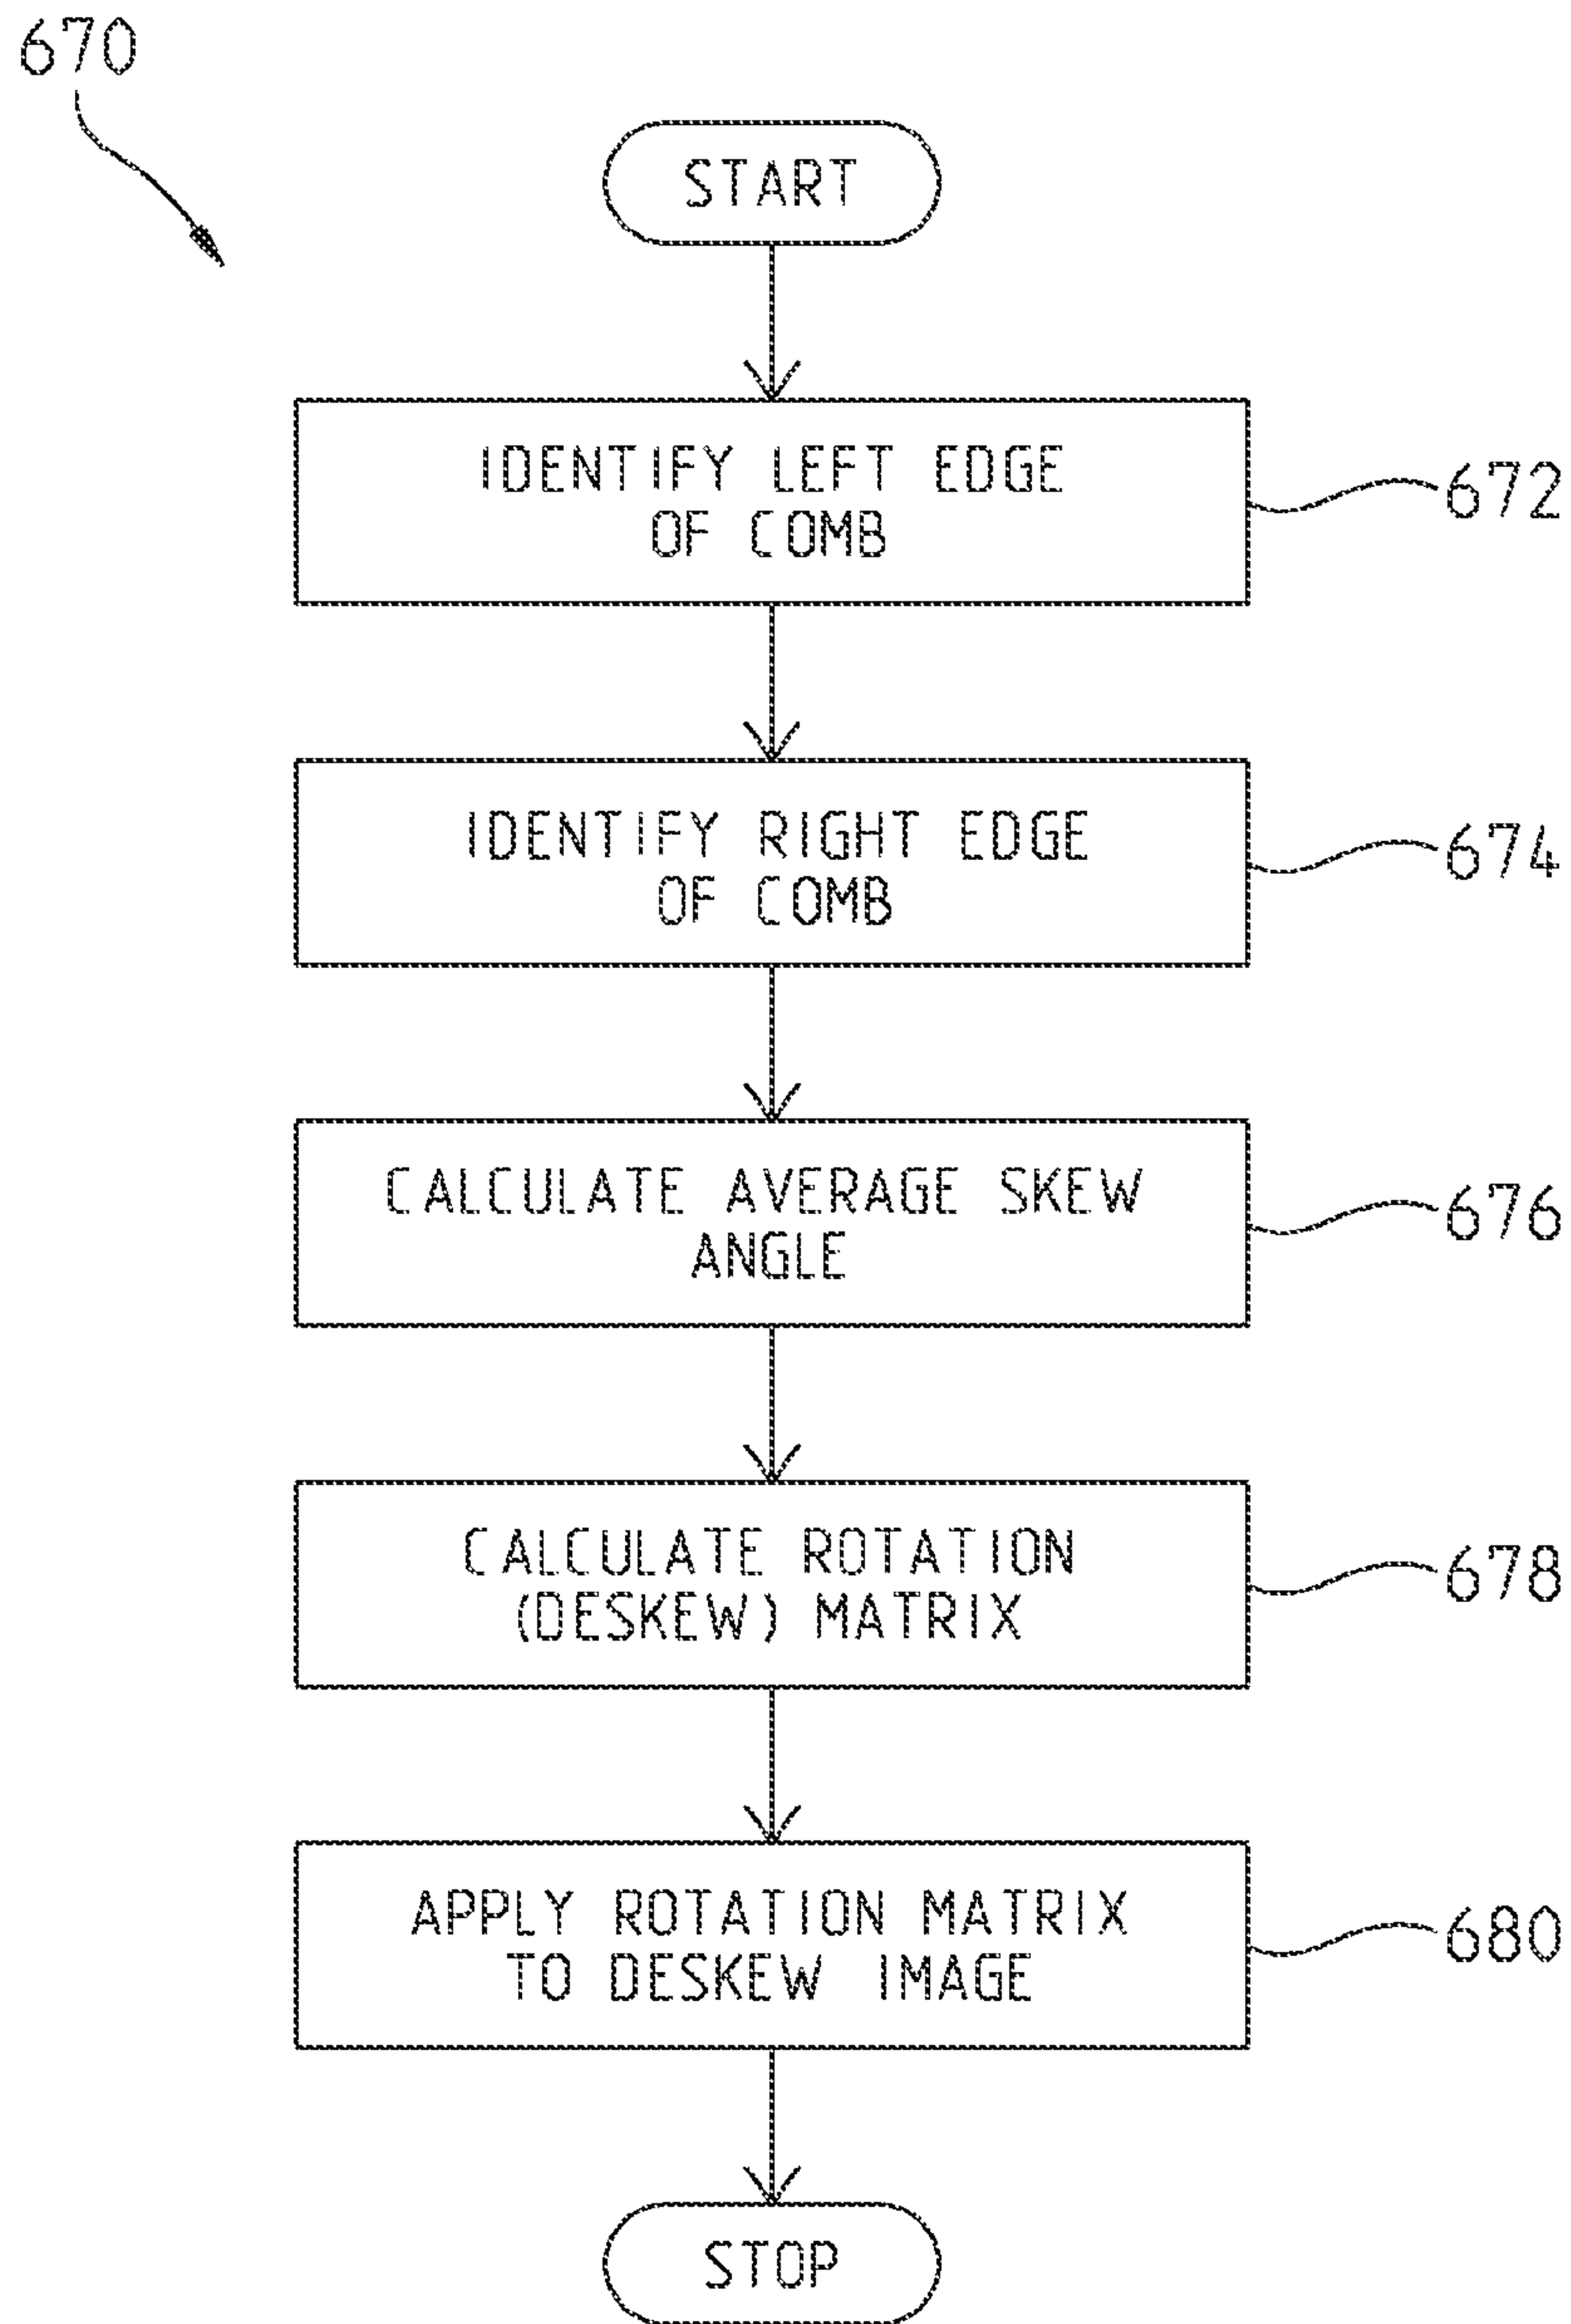 670
START
IDENTIFY LEFT EDGE
OF COMB
672
IDENTIFY RIGHT EDGE
OF COMB
674
CALCULATE AVERAGE SKEW
ANGLE
676
CALCULATE ROTATION
(DESKEW) MATRIX
678
APPLY ROTATION MATRIX
TO DESKEW IMAGE
680
STOP